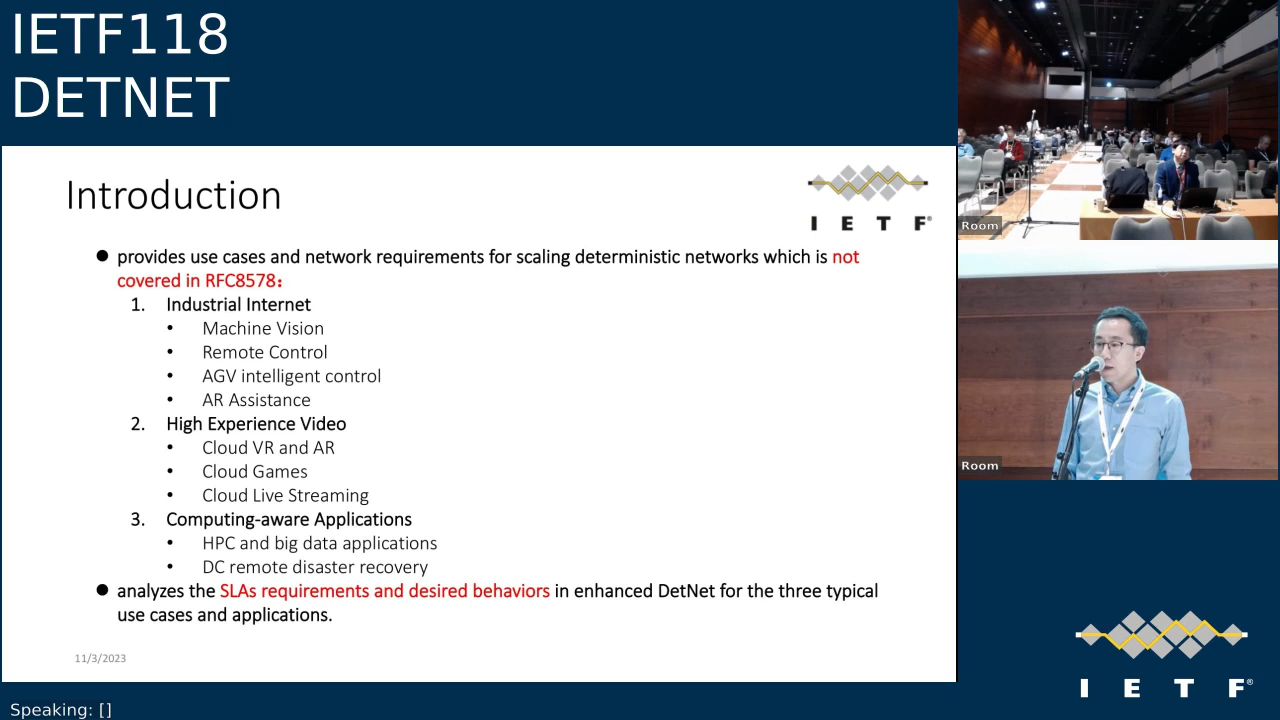 IETF118
DETNET
Introduction
I E T F®
● provides use cases and network requirements for scaling deterministic networks which is not
covered in RFC8578：
1. Industrial Internet
• Machine Vision
• Remote Control
• AGV intelligent control
• AR Assistance
2. High Experience Video
• Cloud VR and AR
• Cloud Games
• Cloud Live Streaming
3. Computing-aware Applications
• HPC and big data applications
• DC remote disaster recovery
● analyzes the SLAs requirements and desired behaviors in enhanced DetNet for the three typical
use cases and applications.
11/3/2023
Room
Room
I E T F®
Speaking: []